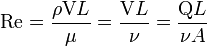 Re = ρVL/μ = VL/ν = QL/νA